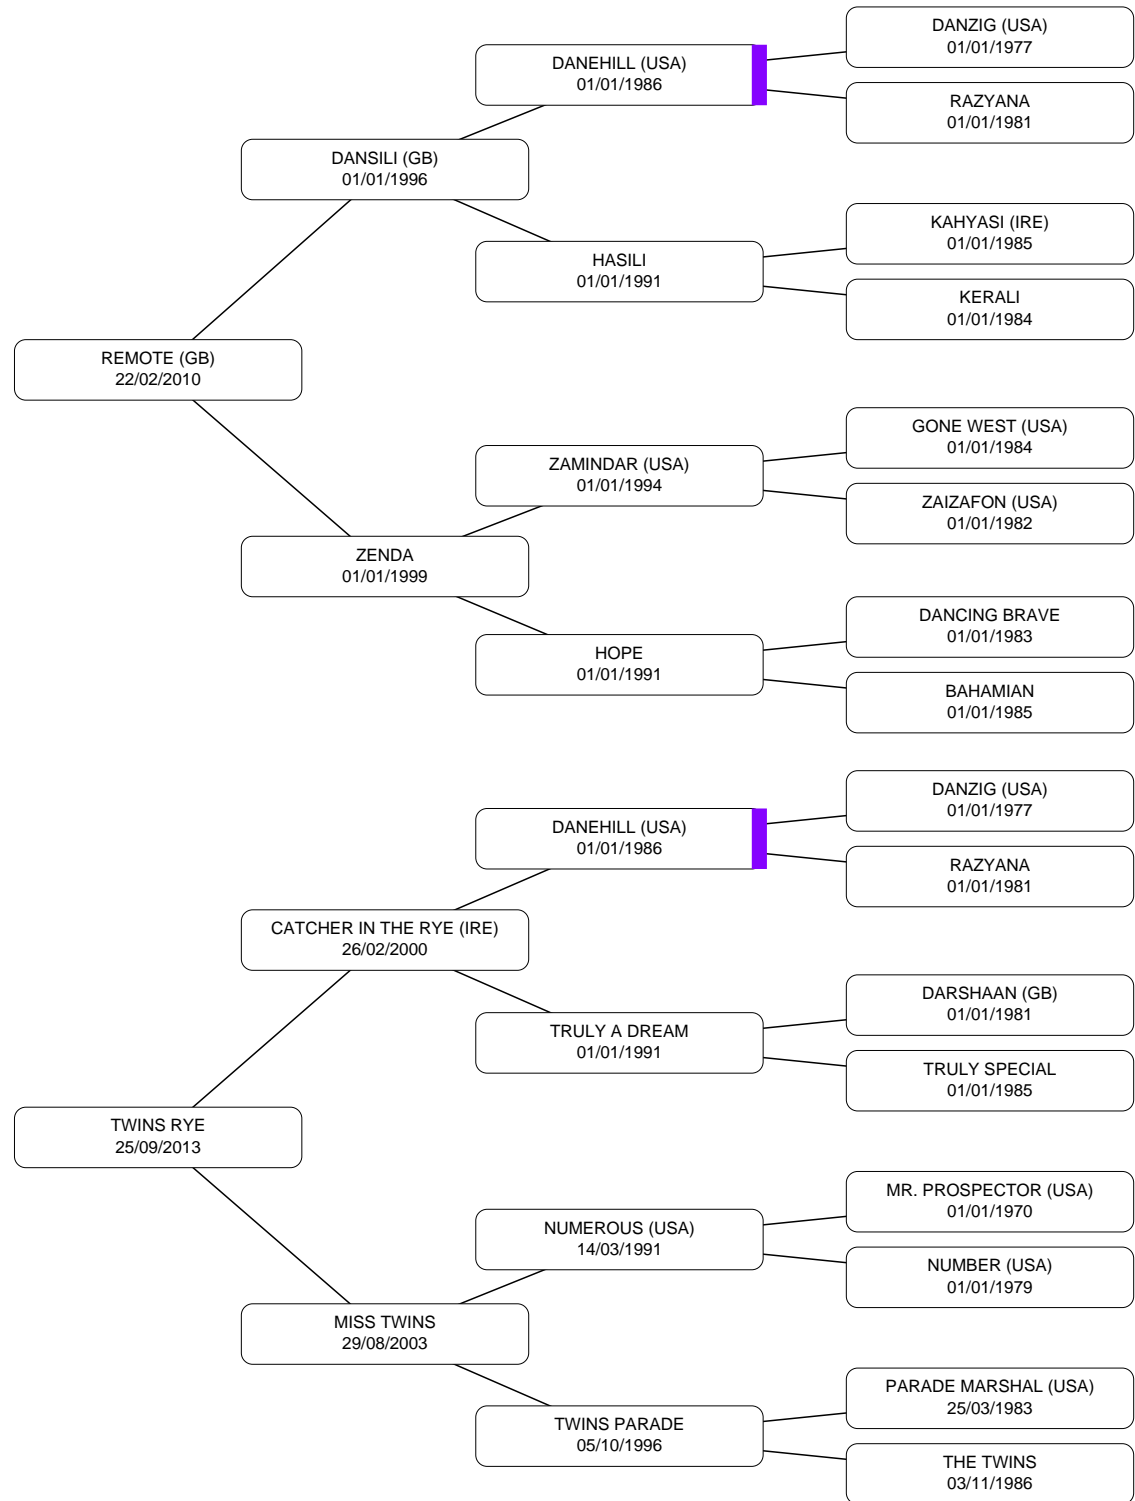 DANZIG (USA)
01/01/1977
DANEHILL (USA)
01/01/1986
RAZYANA
01/01/1981
DANSILI (GB)
01/01/1996
KAHYASI (IRE)
01/01/1985
HASILI
01/01/1991
KERALI
01/01/1984
REMOTE (GB)
22/02/2010
GONE WEST (USA)
01/01/1984
ZAMINDAR (USA)
01/01/1994
ZAIZAFON (USA)
01/01/1982
ZENDA
01/01/1999
DANCING BRAVE
01/01/1983
HOPE
01/01/1991
BAHAMIAN
01/01/1985
DANZIG (USA)
01/01/1977
DANEHILL (USA)
01/01/1986
RAZYANA
01/01/1981
CATCHER IN THE RYE (IRE)
26/02/2000
DARSHAAN (GB)
01/01/1981
TRULY A DREAM
01/01/1991
TRULY SPECIAL
01/01/1985
TWINS RYE
25/09/2013
MR. PROSPECTOR (USA)
01/01/1970
NUMEROUS (USA)
14/03/1991
NUMBER (USA)
01/01/1979
MISS TWINS
29/08/2003
PARADE MARSHAL (USA)
25/03/1983
TWINS PARADE
05/10/1996
THE TWINS
03/11/1986